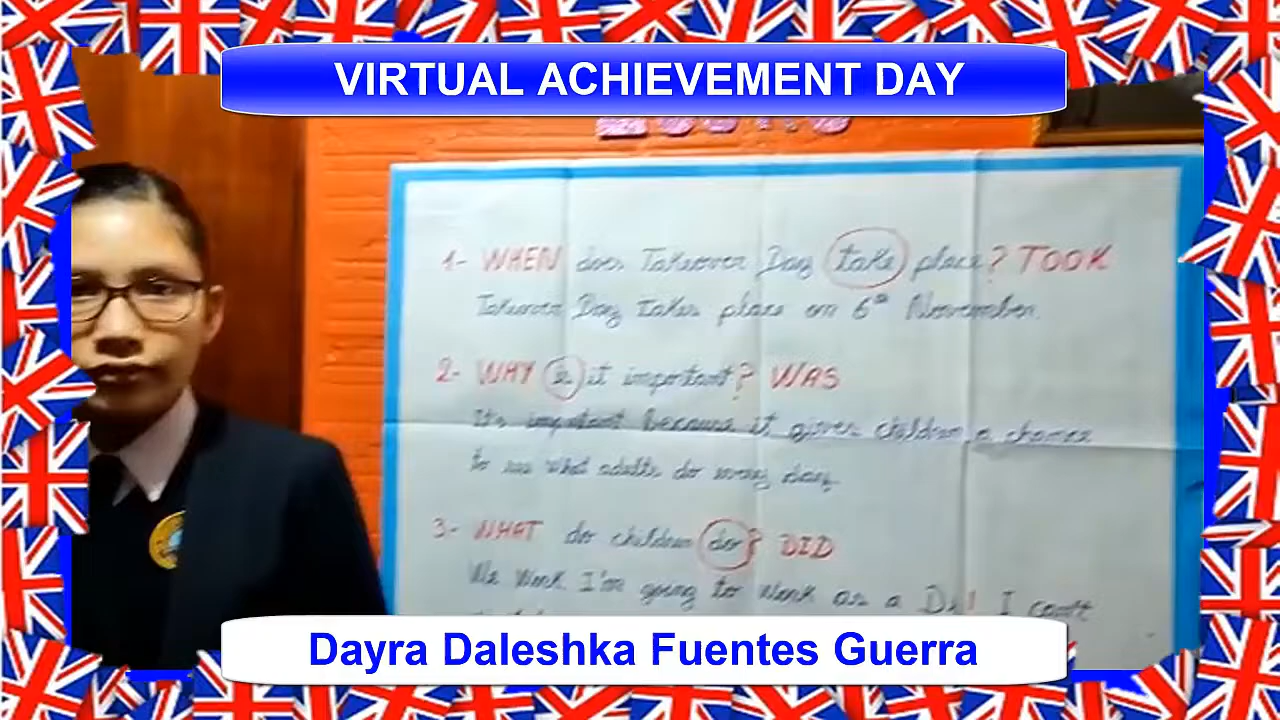 VIRTUAL ACHIEVEMENT DAY
1- WHEN does Takeover Day take place? TOOK
Takeover Day takes place on 6th November.
2- WHY is it important? WAS
It's important because it gives children a chance
to see what adults do every day.
3- WHAT do children do? DID
We work. I'm going to work as a DJ! I can't
Dayra Daleshka Fuentes Guerra